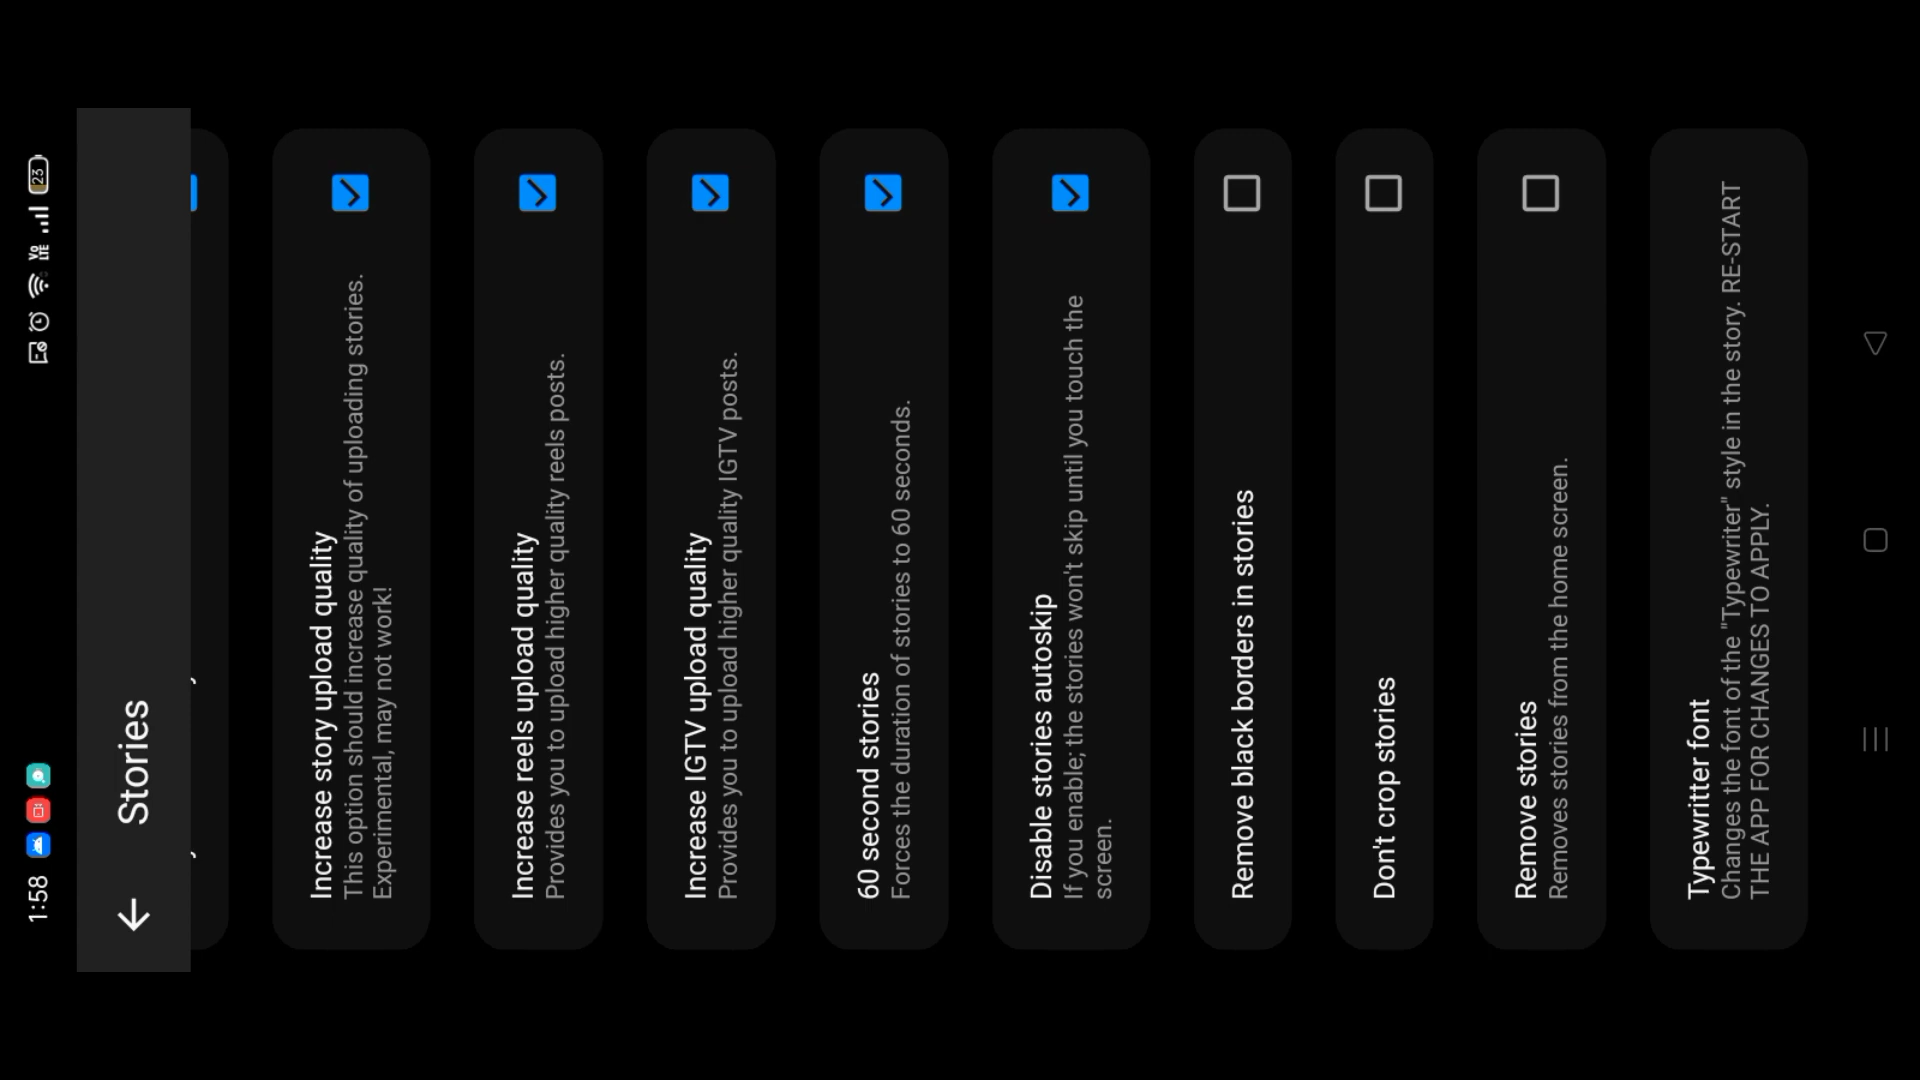 1:58
VoLTE
23
Stories
Increase story upload quality
This option should increase quality of uploading stories.
Experimental, may not work!
Increase reels upload quality
Provides you to upload higher quality reels posts.
Increase IGTV upload quality
Provides you to upload higher quality IGTV posts.
60 second stories
Forces the duration of stories to 60 seconds.
Disable stories autoskip
If you enable; the stories won't skip until you touch the
screen.
Remove black borders in stories
Don't crop stories
Remove stories
Removes stories from the home screen.
Typewritter font
Changes the font of the "Typewriter" style in the story. RE-START
THE APP FOR CHANGES TO APPLY.